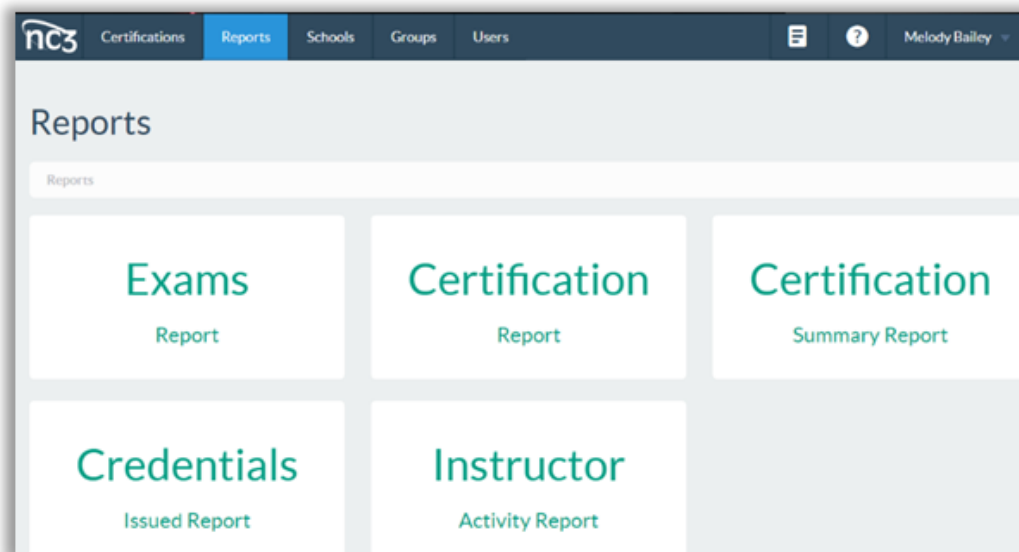 nc3 Certifications Reports Schools Groups Users ? Melody Bailey
Reports
Reports
Exams
Report
Certification
Report
Certification
Summary Report
Credentials
Issued Report
Instructor
Activity Report